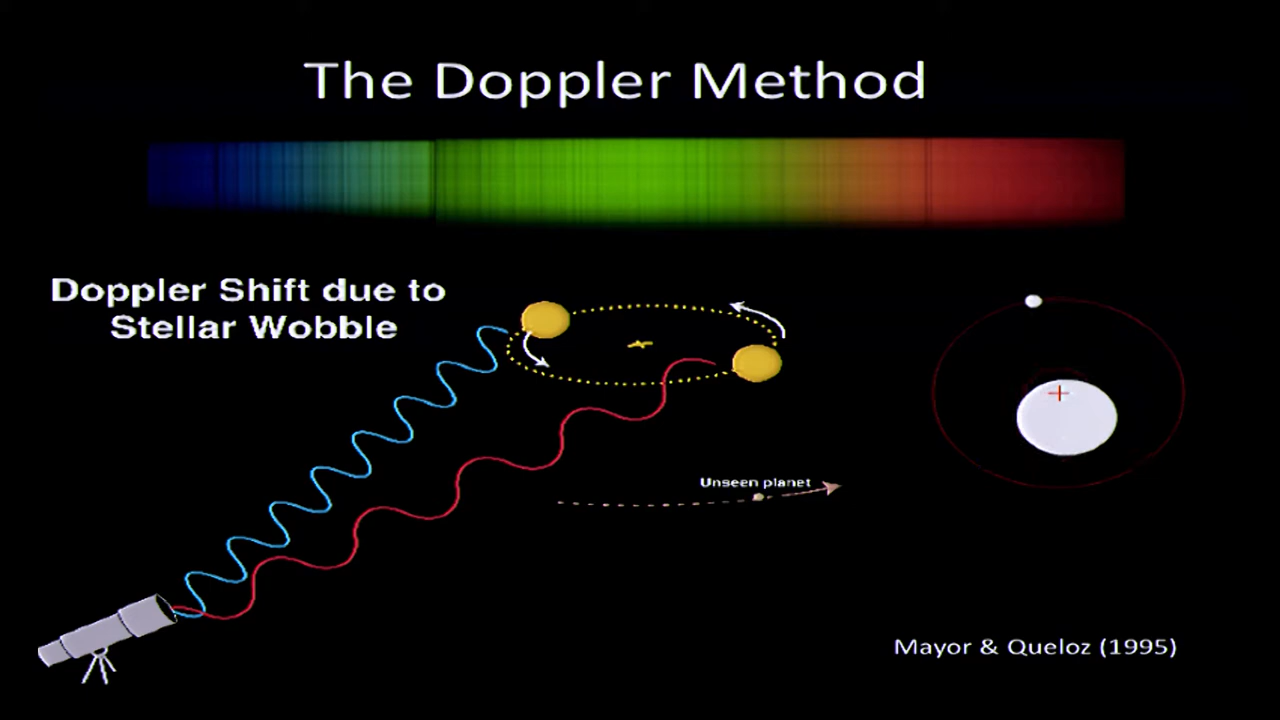 The Doppler Method
Doppler Shift due to
Stellar Wobble
Unseen planet
Mayor & Queloz (1995)